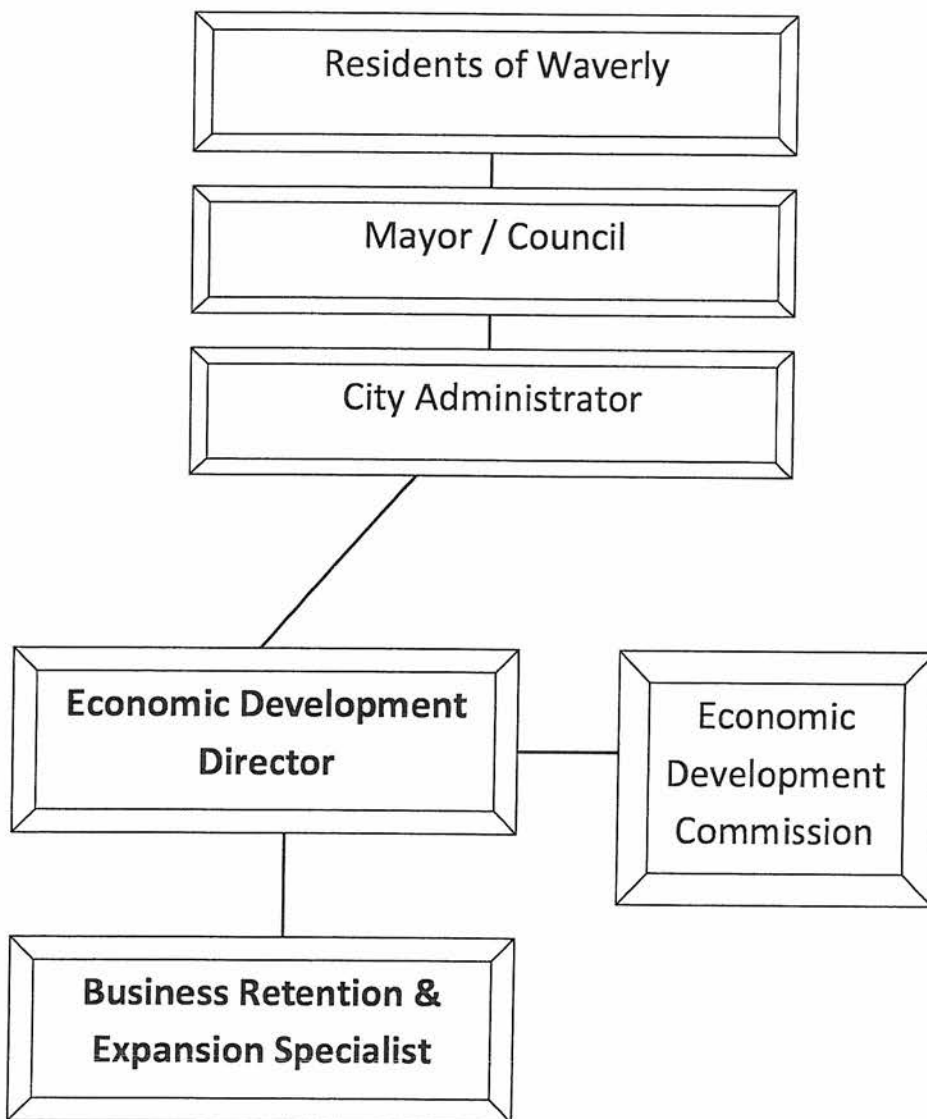 Residents of Waverly
Mayor / Council
City Administrator
Economic Development
Director
Economic
Development
Commission
Business Retention &
Expansion Specialist